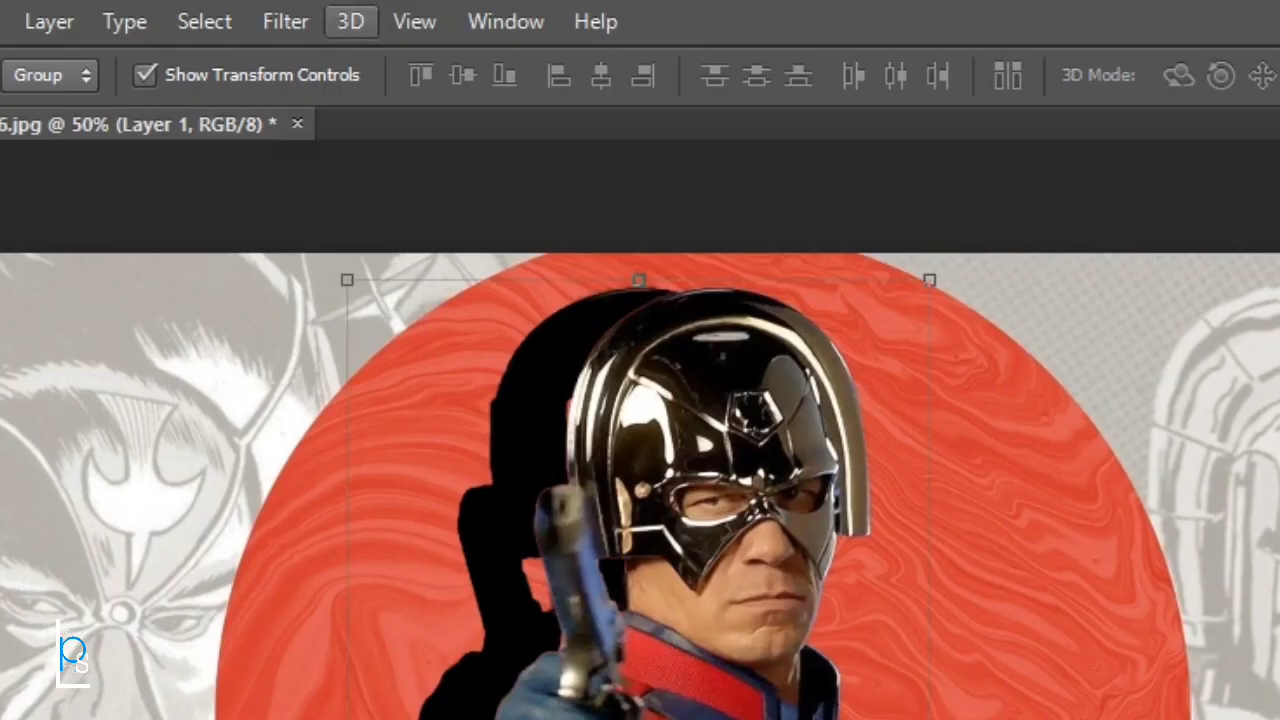 Layer Type Select Filter 3D View Window Help
Group Show Transform Controls 3D Mode:
6.jpg @ 50% (Layer 1, RGB/8) * ×
ps